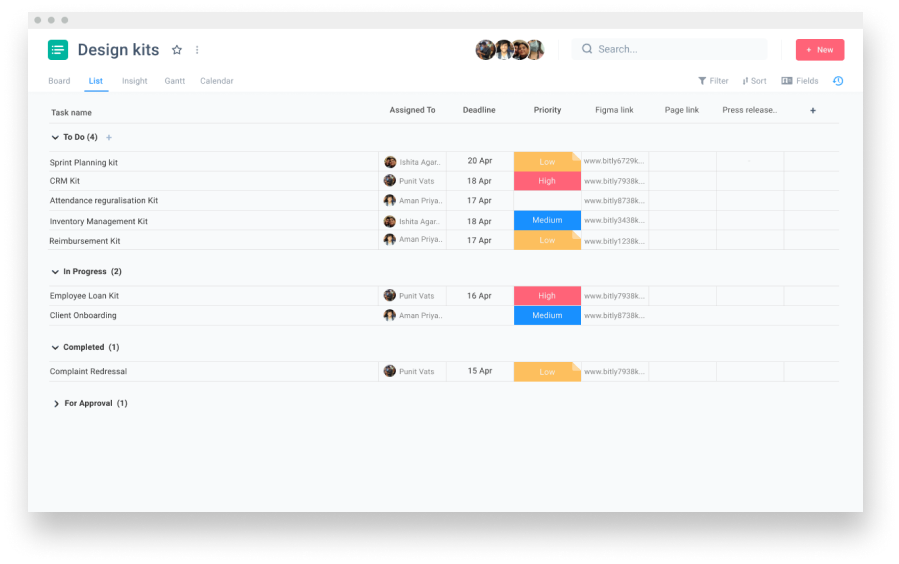 Design kits
Search...
+ New
Board List Insight Gantt Calendar
Filter Sort Fields
Task name Assigned To Deadline Priority Figma link Page link Press release.. +
To Do (4) +
Sprint Planning kit Ishita Agar.. 20 Apr Low www.bitly6729k...
CRM Kit Punit Vats 18 Apr High www.bitly7938k...
Attendance reguralisation Kit Aman Priya.. 17 Apr www.bitly8738k...
Inventory Management Kit Ishita Agar.. 18 Apr Medium www.bitly3438k...
Reimbursement Kit Aman Priya.. 17 Apr Low www.bitly1238k...
In Progress (2)
Employee Loan Kit Punit Vats 16 Apr High www.bitly7938k...
Client Onboarding Aman Priya.. Medium www.bitly8738k...
Completed (1)
Complaint Redressal Punit Vats 15 Apr Low www.bitly7938k...
For Approval (1)